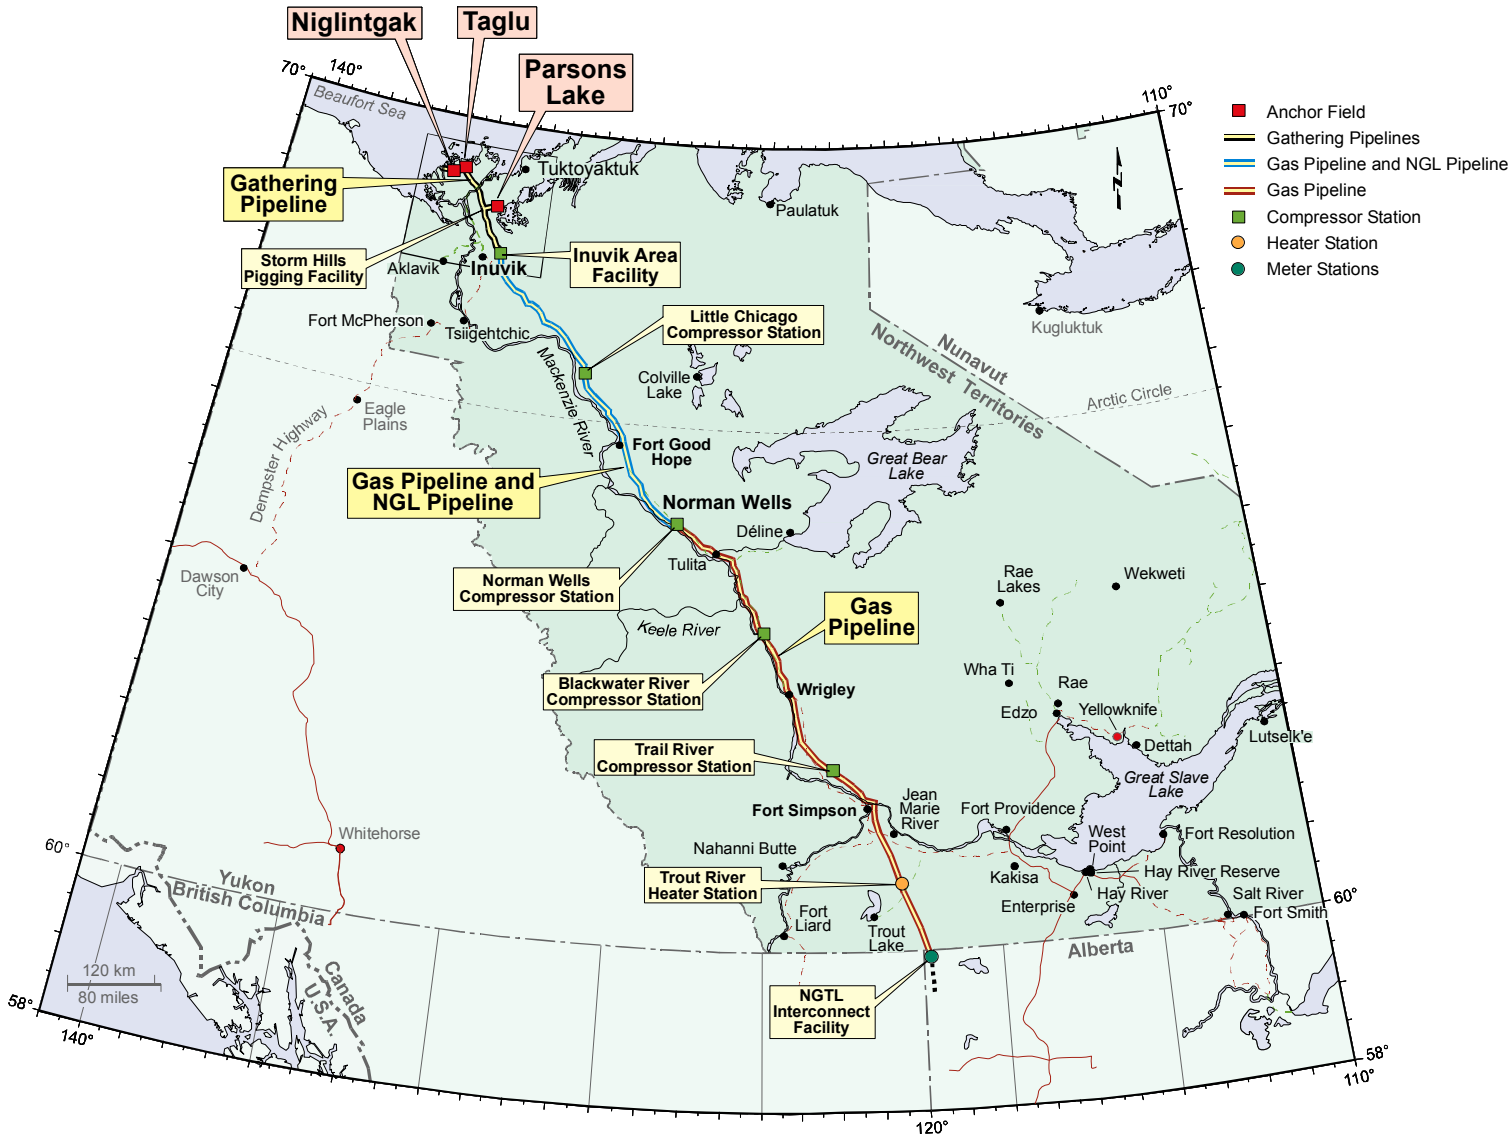 Niglintgak
Taglu
Parsons
Lake
70°
140°
Beaufort Sea
110°
70°
Anchor Field
Gathering Pipelines
Gas Pipeline and NGL Pipeline
Gas Pipeline
Compressor Station
Heater Station
Meter Stations
N
Tuktoyaktuk
Gathering
Pipeline
Paulatuk
Storm Hills
Pigging Facility
Aklavik
Inuvik
Inuvik Area
Facility
Fort McPherson
Tsiigehtchic
Little Chicago
Compressor Station
Kugluktuk
Nunavut
Northwest Territories
Mackenzie River
Colville
Lake
Arctic Circle
Eagle
Plains
Dempster Highway
Fort Good
Hope
Great Bear
Lake
Gas Pipeline and
NGL Pipeline
Norman Wells
Déline
Tulita
Dawson
City
Norman Wells
Compressor Station
Rae
Lakes
Wekweti
Keele River
Gas
Pipeline
Wha Ti
Blackwater River
Compressor Station
Wrigley
Rae
Edzo
Yellowknife
Dettah
Lutselk'e
Trail River
Compressor Station
Great Slave
Lake
Fort Simpson
Jean
Marie
River
Fort Providence
West
Point
Fort Resolution
Whitehorse
60°
Nahanni Butte
Kakisa
Hay River Reserve
Hay River
Trout River
Heater Station
Enterprise
Salt River
Fort Smith
60°
Yukon
British Columbia
Fort
Liard
Trout
Lake
Alberta
120 km
80 miles
Canada
U.S.A.
NGTL
Interconnect
Facility
58°
140°
120°
58°
110°